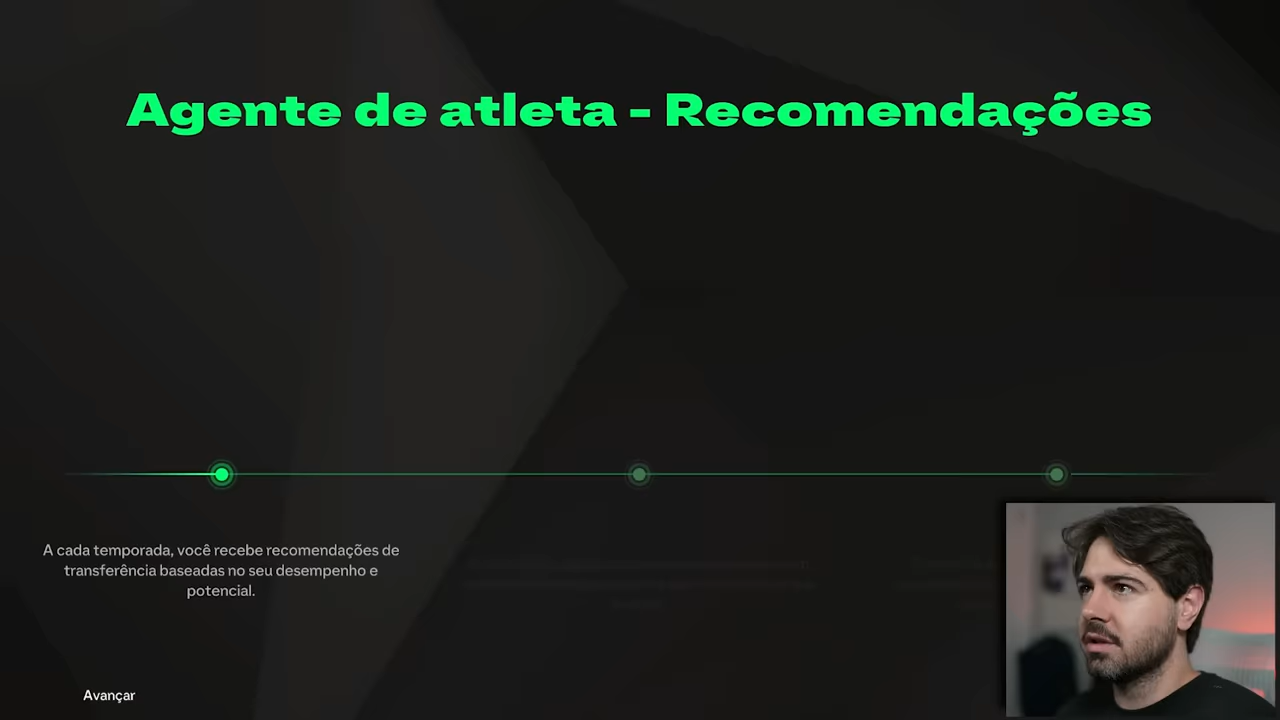 Agente de atleta - Recomendações
A cada temporada, você recebe recomendações de
transferência baseadas no seu desempenho e
potencial.
Avançar